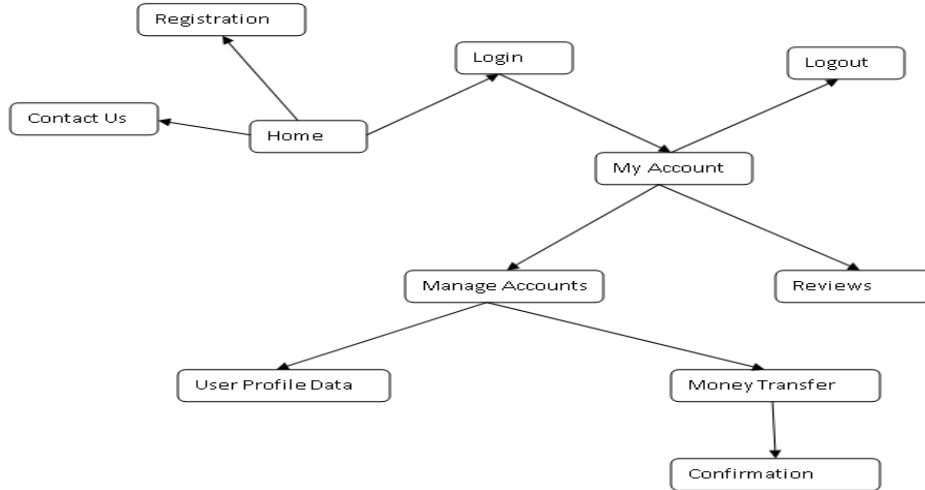 Registration
Login
Logout
Contact Us
Home
My Account
Manage Accounts
Reviews
User Profile Data
Money Transfer
Confirmation